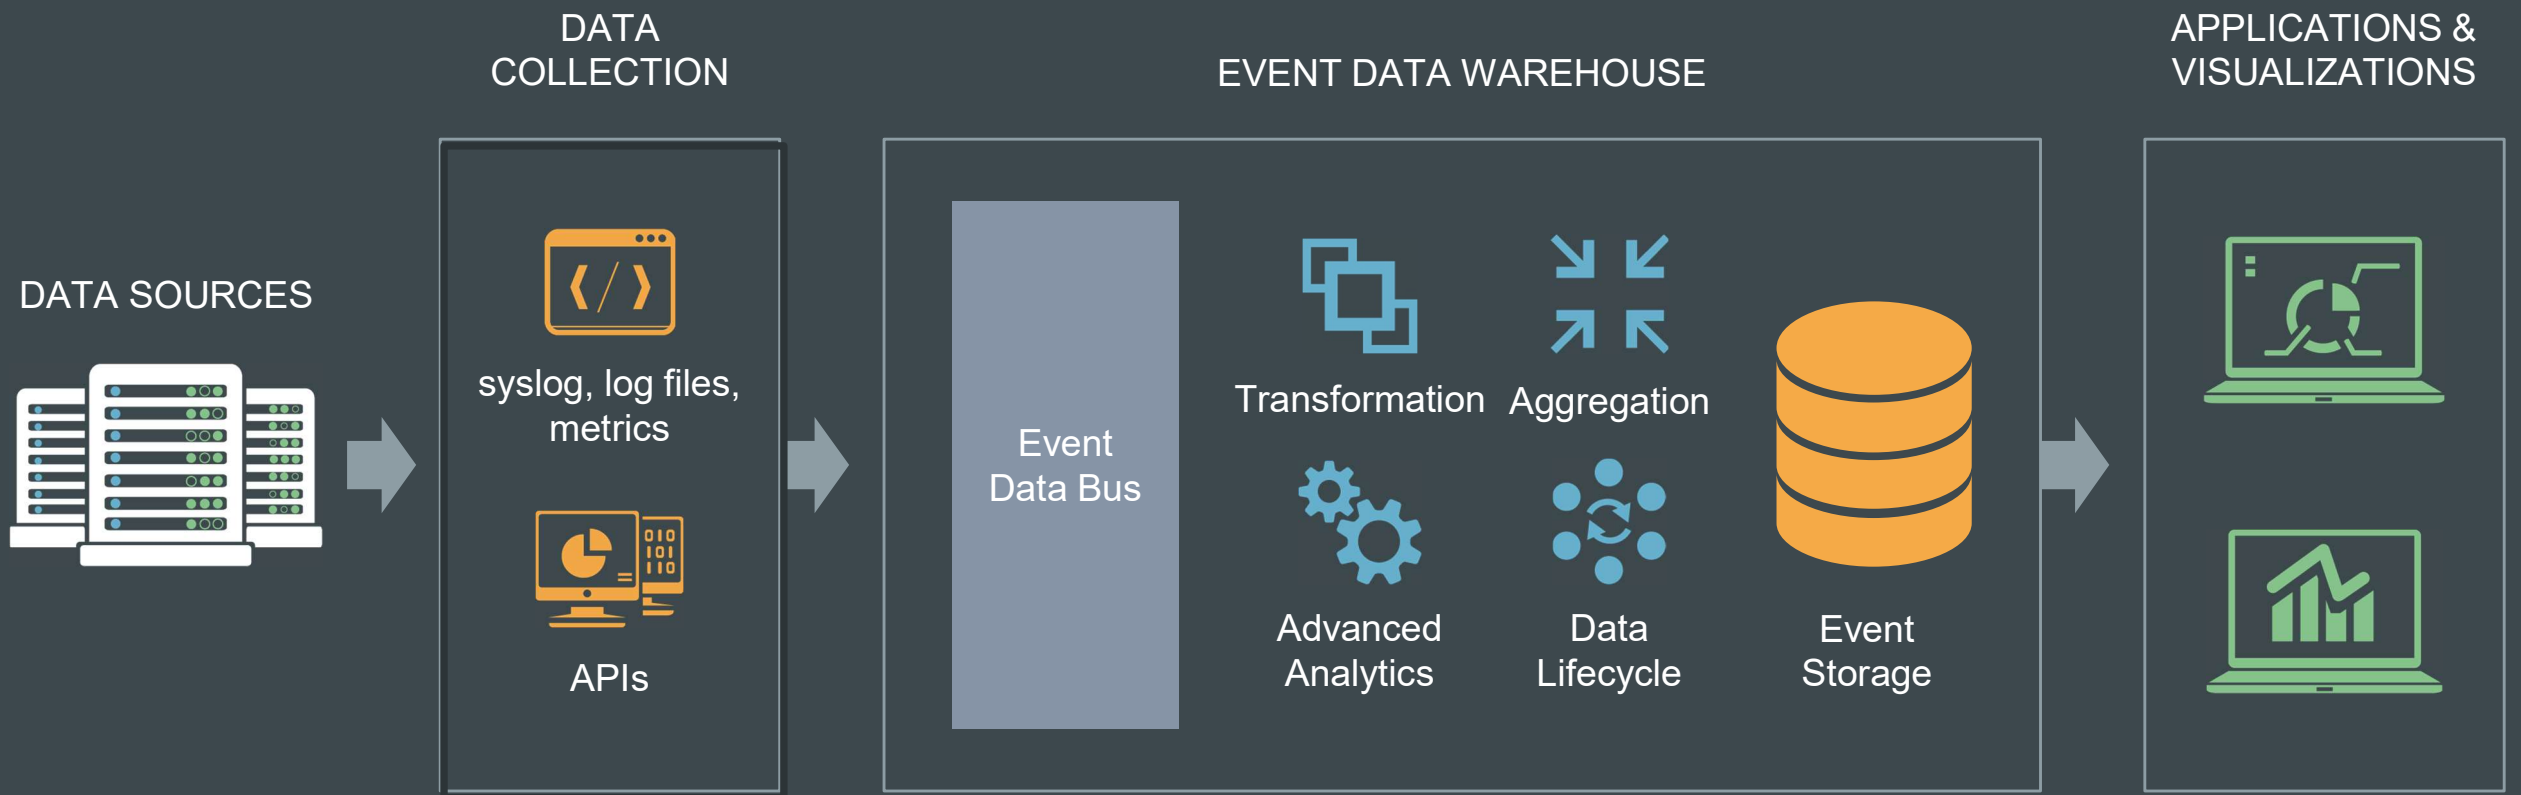 DATA SOURCES
DATA
COLLECTION
</>
syslog, log files,
metrics
APIs
EVENT DATA WAREHOUSE
Event
Data Bus
Transformation
Aggregation
Advanced
Analytics
Data
Lifecycle
Event
Storage
APPLICATIONS &
VISUALIZATIONS